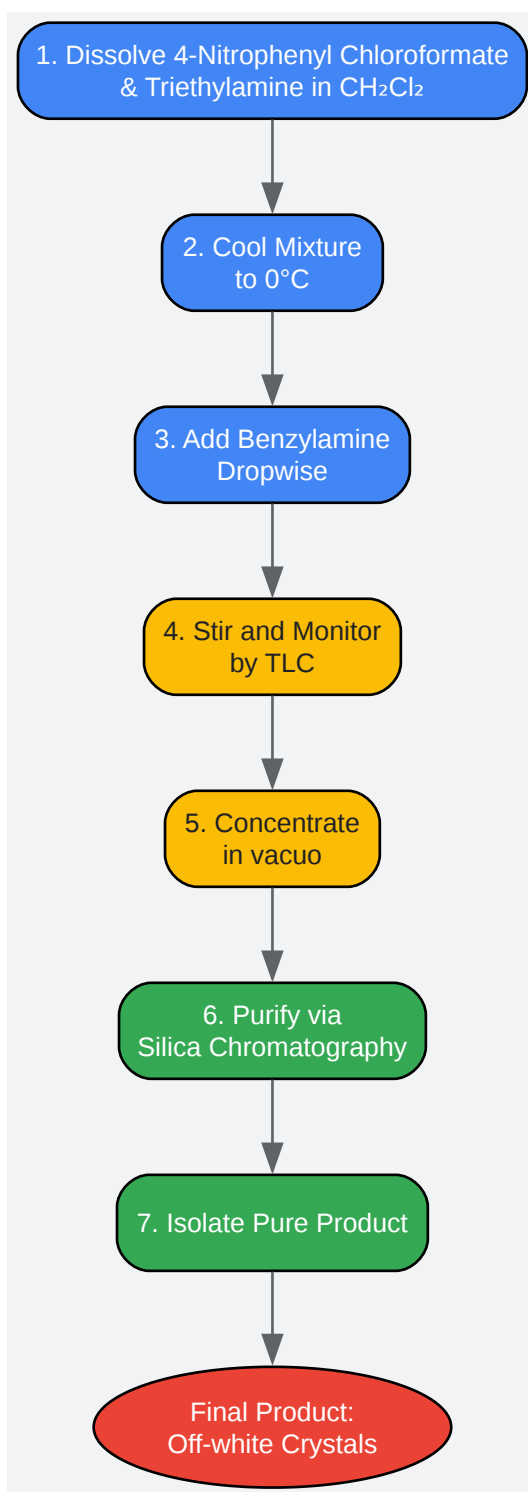 1. Dissolve 4-Nitrophenyl Chloroformate
& Triethylamine in CH₂Cl₂
2. Cool Mixture
to 0°C
3. Add Benzylamine
Dropwise
4. Stir and Monitor
by TLC
5. Concentrate
in vacuo
6. Purify via
Silica Chromatography
7. Isolate Pure Product
Final Product:
Off-white Crystals